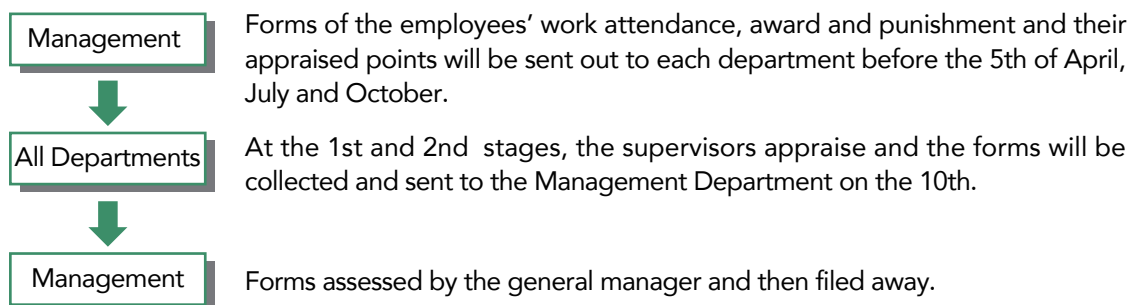 Management
Forms of the employees’ work attendance, award and punishment and their
appraised points will be sent out to each department before the 5th of April,
July and October.
All Departments
At the 1st and 2nd stages, the supervisors appraise and the forms will be
collected and sent to the Management Department on the 10th.
Management
Forms assessed by the general manager and then filed away.